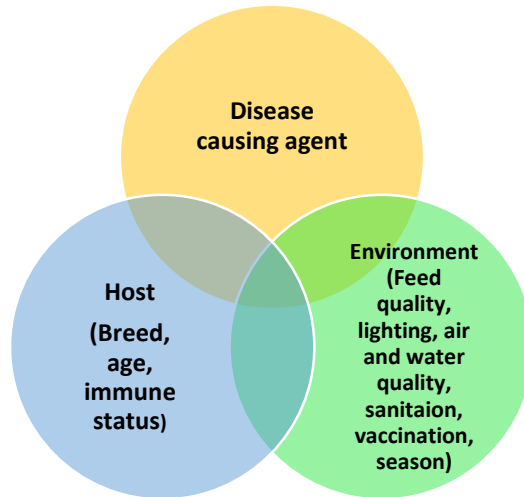 Disease
causing agent
Host
(Breed,
age,
immune
status)
Environment
(Feed
quality,
lighting, air
and water
quality,
sanitaion,
vaccination,
season)